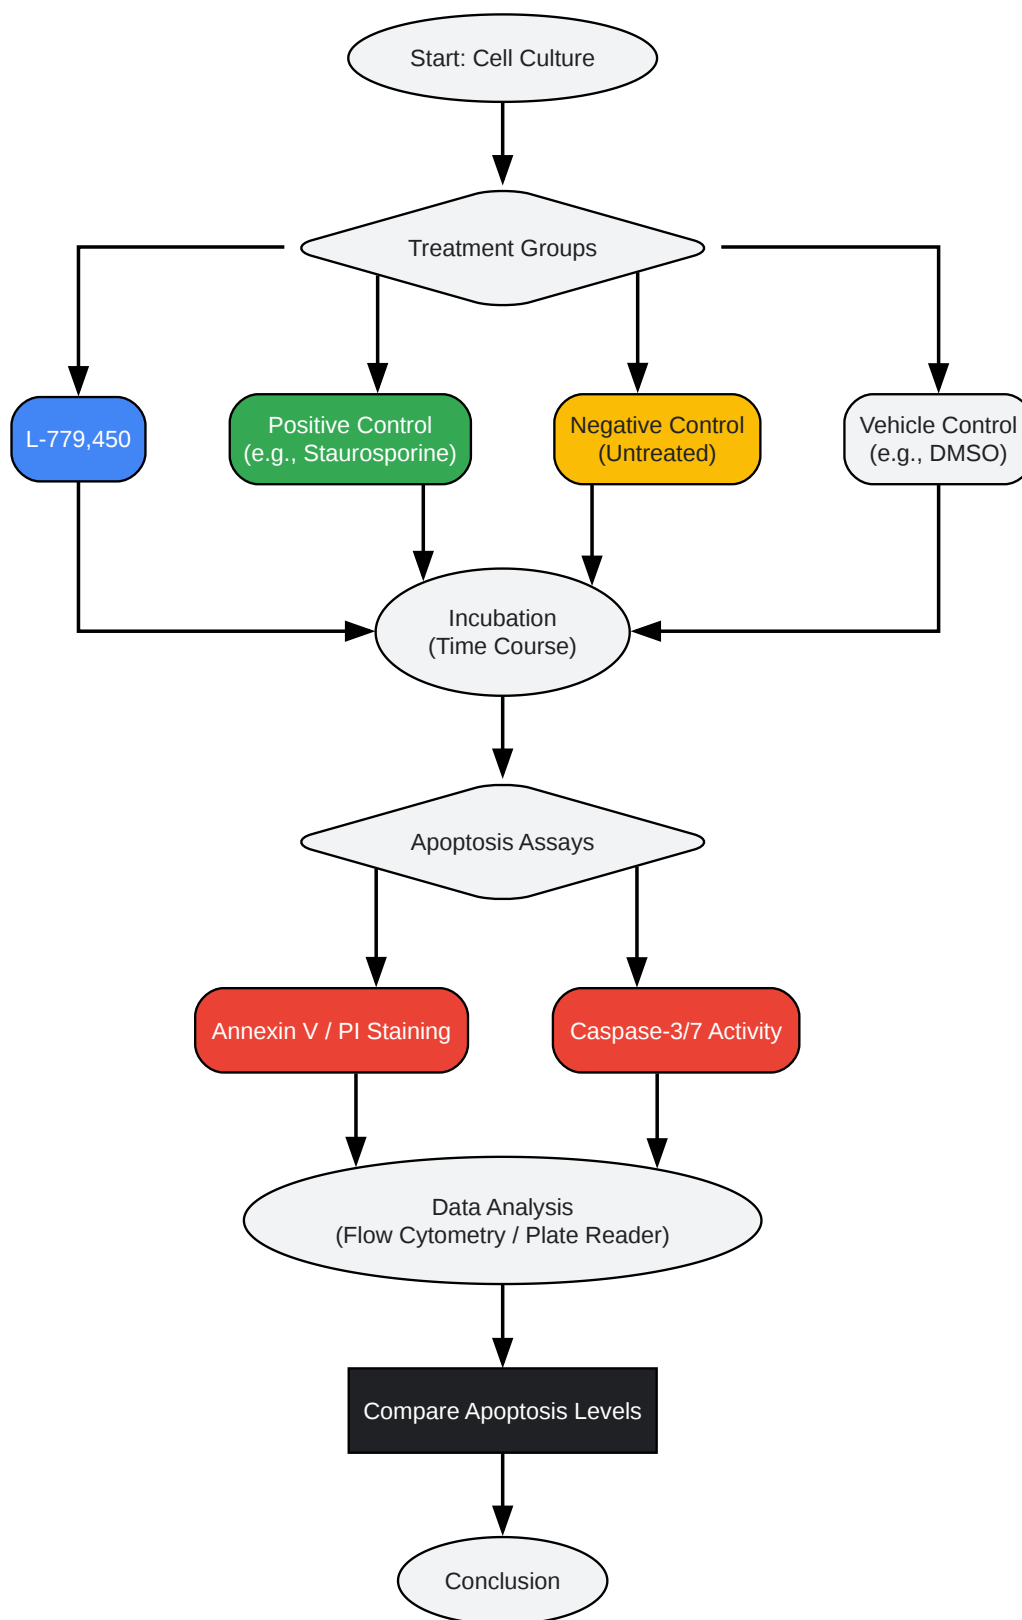 Start: Cell Culture
Treatment Groups
L-779,450
Positive Control
(e.g., Staurosporine)
Negative Control
(Untreated)
Vehicle Control
(e.g., DMSO)
Incubation
(Time Course)
Apoptosis Assays
Annexin V / PI Staining
Caspase-3/7 Activity
Data Analysis
(Flow Cytometry / Plate Reader)
Compare Apoptosis Levels
Conclusion